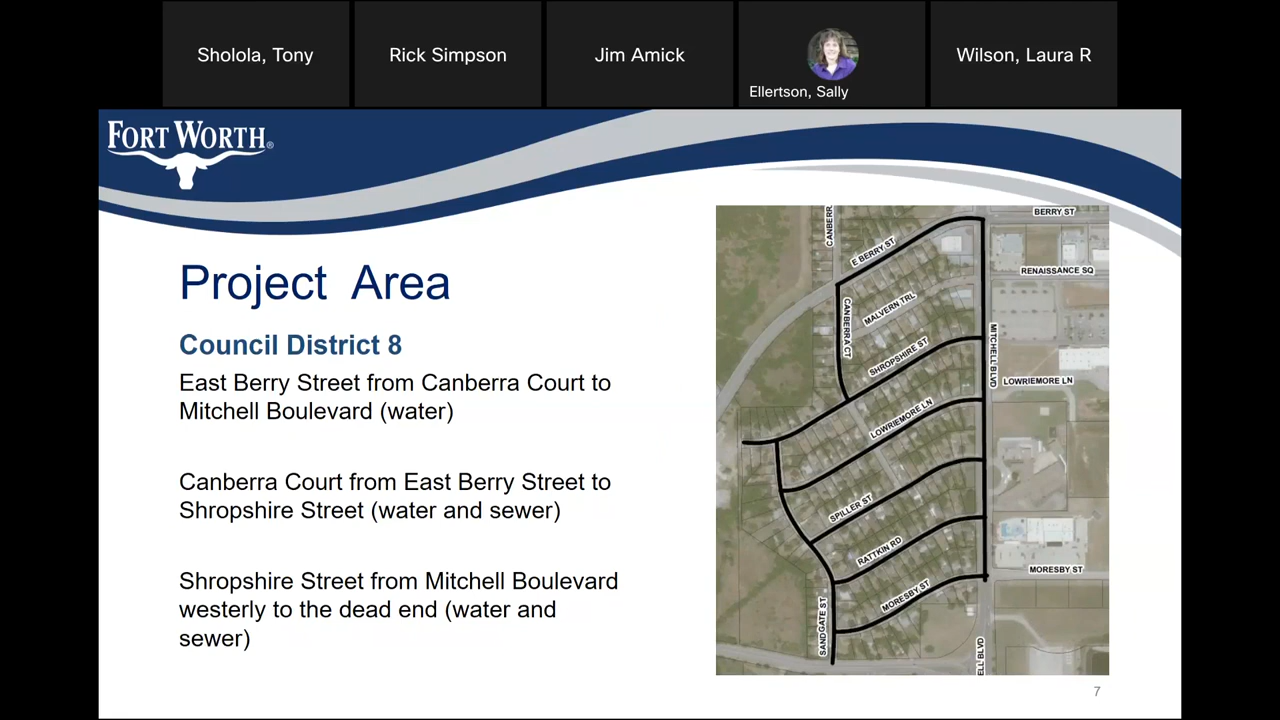 Sholola, Tony
Rick Simpson
Jim Amick
Ellertson, Sally
Wilson, Laura R
FORT WORTH®
Project Area
Council District 8
East Berry Street from Canberra Court to
Mitchell Boulevard (water)
Canberra Court from East Berry Street to
Shropshire Street (water and sewer)
Shropshire Street from Mitchell Boulevard
westerly to the dead end (water and
sewer)
CANBERR
BERRY ST
E BERRY ST
RENAISSANCE SQ
MALVERN TRL
CANBERRA CT
SHROPSHIRE ST
MITCHELL BLVD
LOWRIEMORE LN
LOWRIEMORE LN
SPILLER ST
RATTKIN RD
MORESBY ST
MORESBY ST
SANDGATE ST
ELL BLVD
7